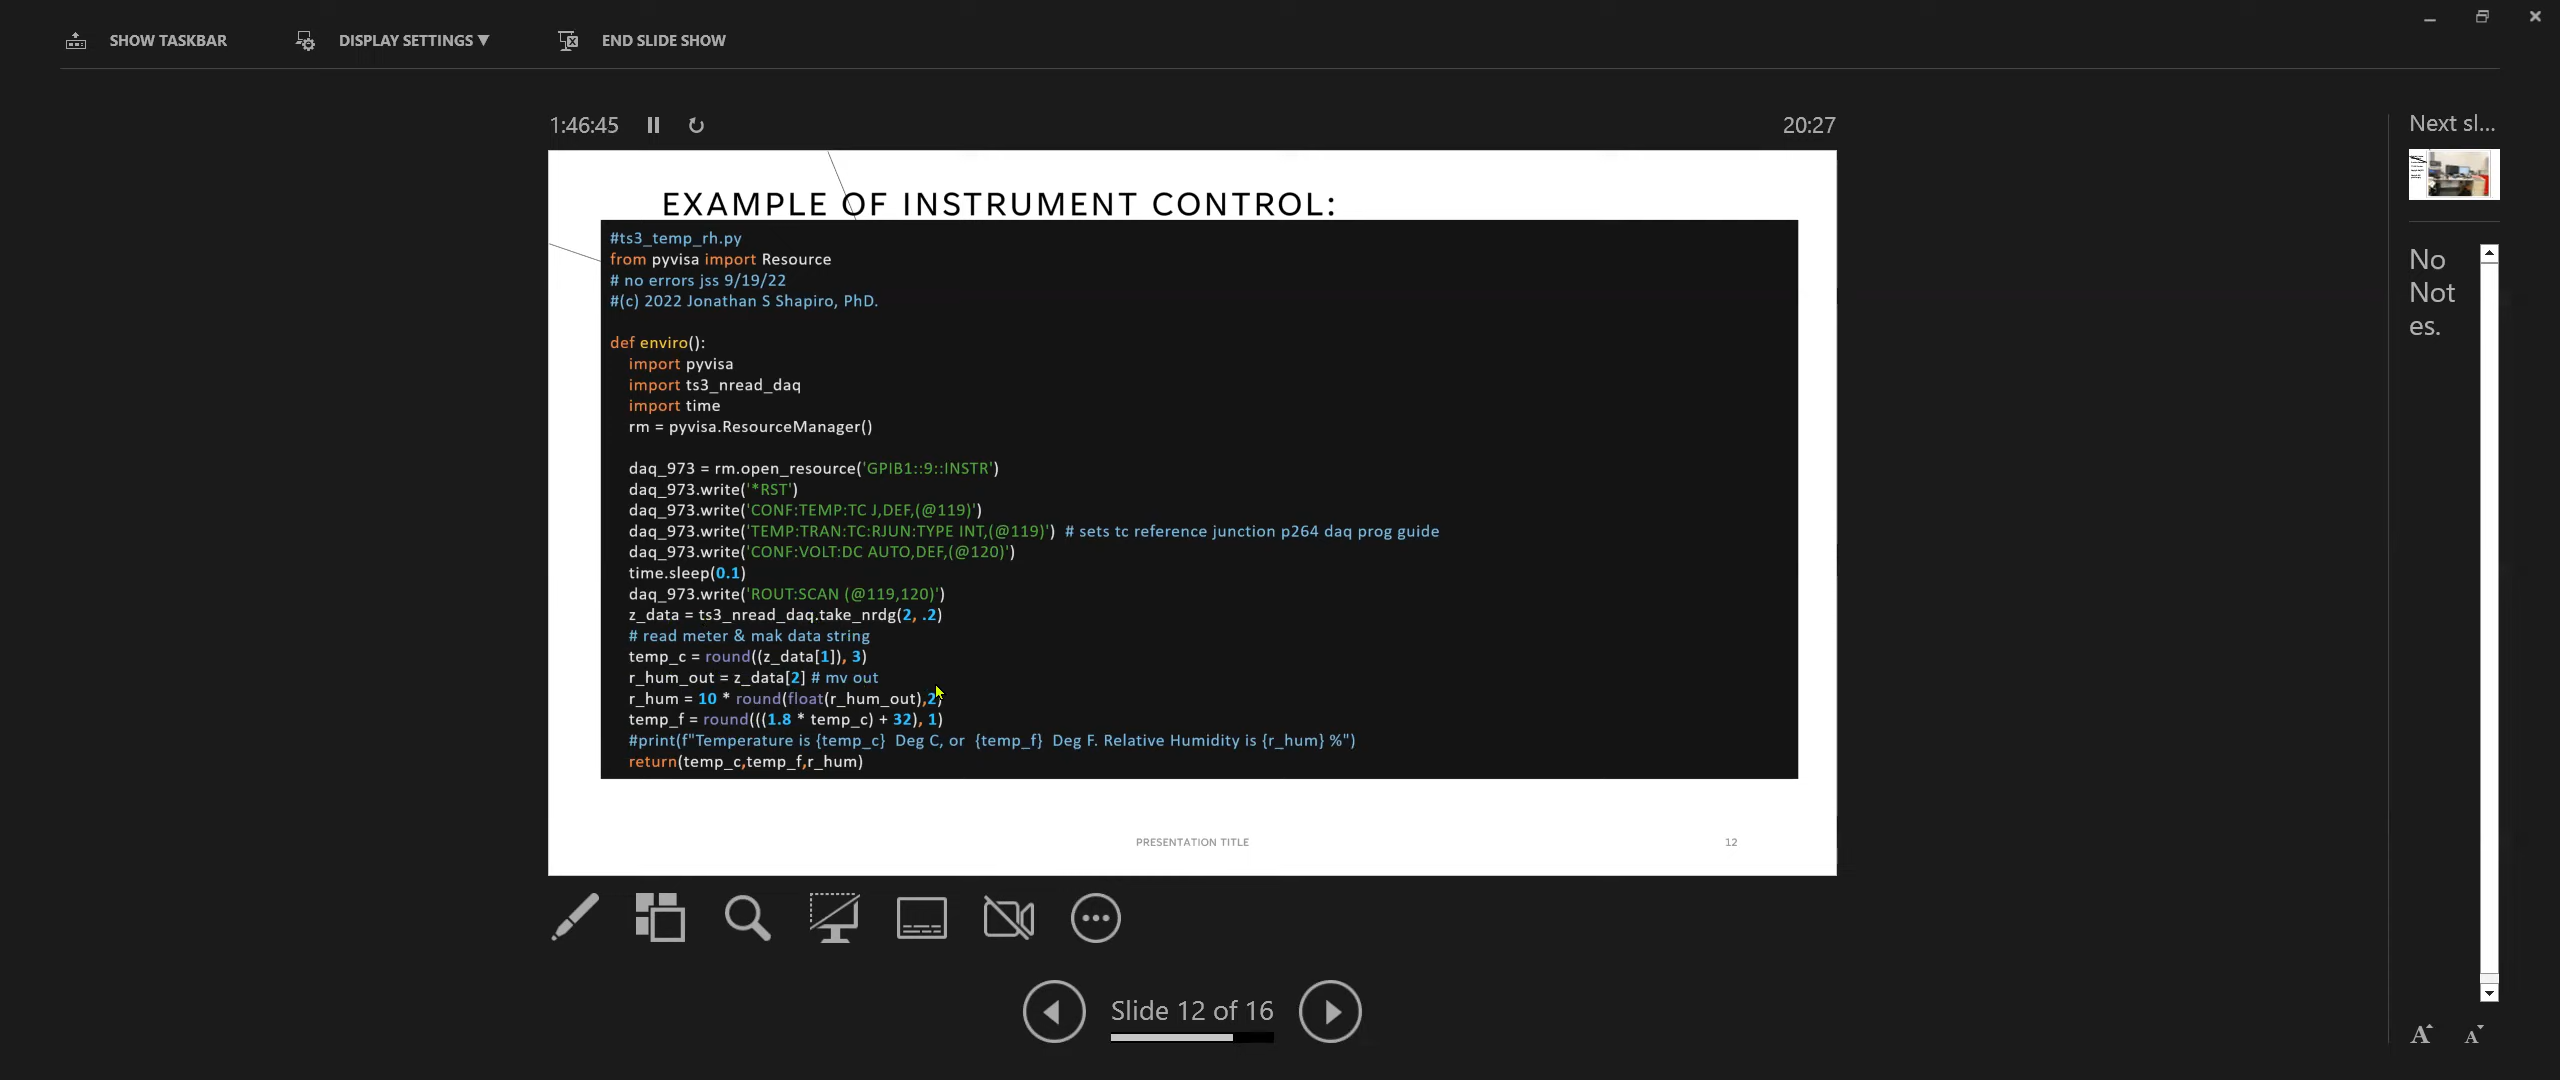 SHOW TASKBAR DISPLAY SETTINGS ▼ END SLIDE SHOW
1:46:45 20:27
Next sl...
EXAMPLE OF INSTRUMENT CONTROL:
#ts3_temp_rh.py
from pyvisa import Resource
# no errors jss 9/19/22
#(c) 2022 Jonathan S Shapiro, PhD.
def enviro():
import pyvisa
import ts3_nread_daq
import time
rm = pyvisa.ResourceManager()
daq_973 = rm.open_resource('GPIB1::9::INSTR')
daq_973.write('*RST')
daq_973.write('CONF:TEMP:TC J,DEF,(@119)')
daq_973.write('TEMP:TRAN:TC:RJUN:TYPE INT,(@119)') # sets tc reference junction p264 daq prog guide
daq_973.write('CONF:VOLT:DC AUTO,DEF,(@120)')
time.sleep(0.1)
daq_973.write('ROUT:SCAN (@119,120)')
z_data = ts3_nread_daq.take_nrdg(2, .2)
# read meter & mak data string
temp_c = round((z_data[1]), 3)
r_hum_out = z_data[2] # mv out
r_hum = 10 * round(float(r_hum_out),2)
temp_f = round(((1.8 * temp_c) + 32), 1)
#print(f"Temperature is {temp_c} Deg C, or {temp_f} Deg F. Relative Humidity is {r_hum} %")
return(temp_c,temp_f,r_hum)
PRESENTATION TITLE 12
No
Not
es.
Slide 12 of 16
A A